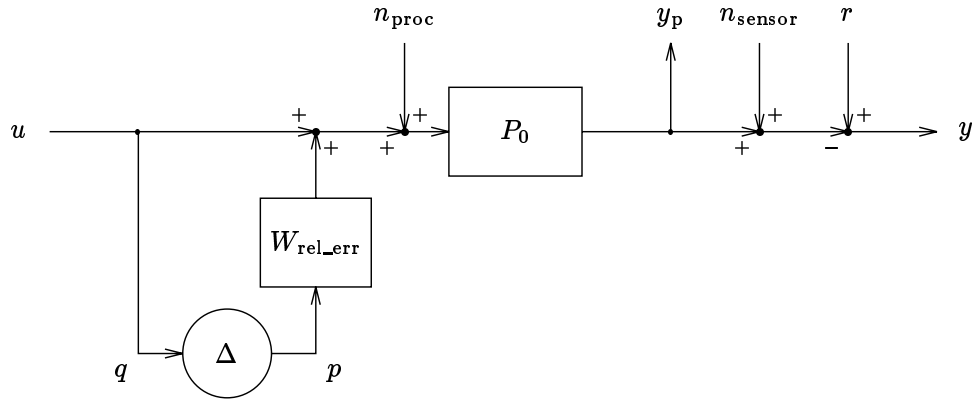 n_proc y_p n_sensor r
+ + + +
u P_0 y
+ + + −
W_rel_err
Δ
q p